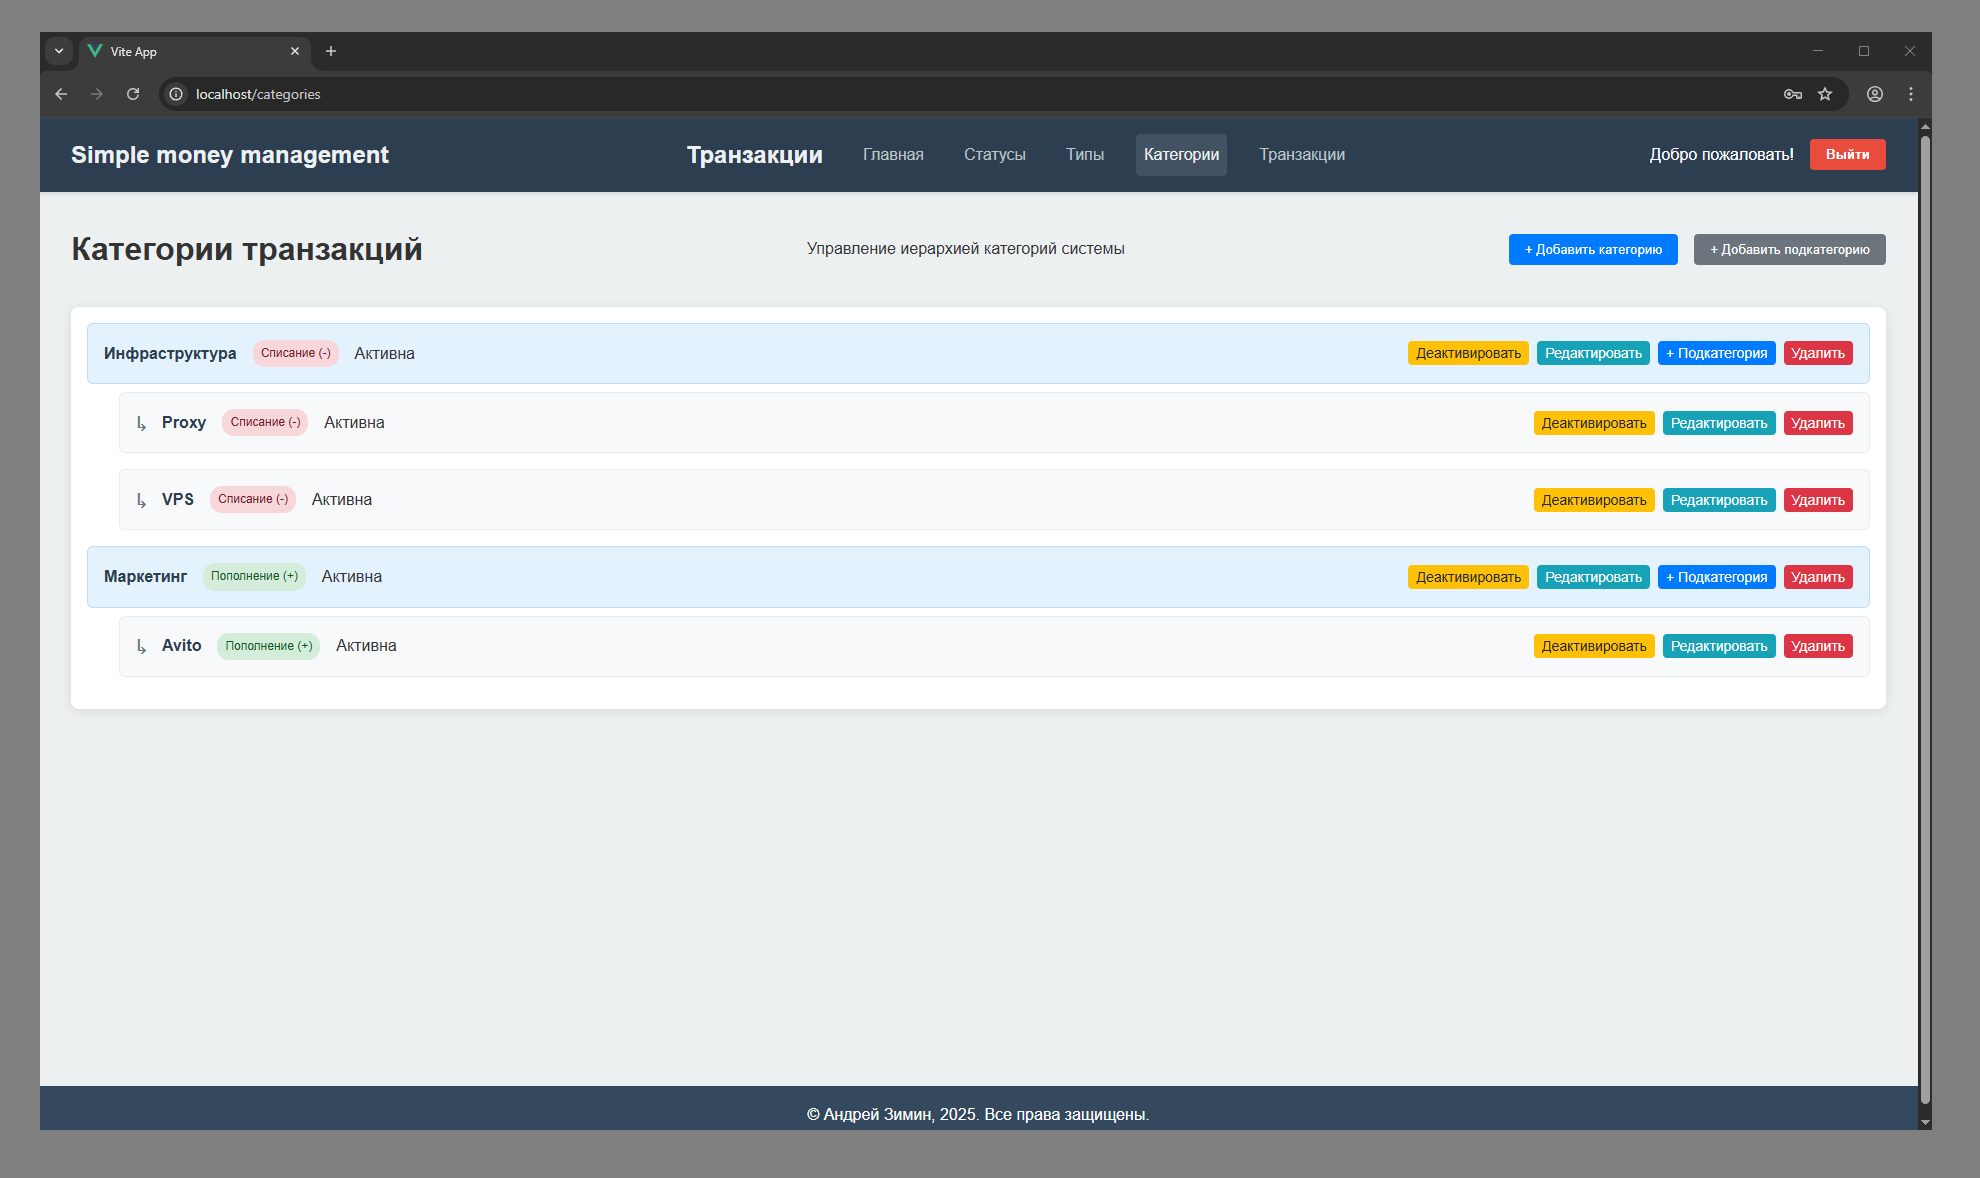 Vite App
localhost/categories
Simple money management
Транзакции
Главная
Статусы
Типы
Категории
Транзакции
Добро пожаловать!
Выйти
Категории транзакций
Управление иерархией категорий системы
+ Добавить категорию
+ Добавить подкатегорию
Инфраструктура
Списание (-)
Активна
Деактивировать
Редактировать
+ Подкатегория
Удалить
↳ Proxy
Списание (-)
Активна
Деактивировать
Редактировать
Удалить
↳ VPS
Списание (-)
Активна
Деактивировать
Редактировать
Удалить
Маркетинг
Пополнение (+)
Активна
Деактивировать
Редактировать
+ Подкатегория
Удалить
↳ Avito
Пополнение (+)
Активна
Деактивировать
Редактировать
Удалить
© Андрей Зимин, 2025. Все права защищены.